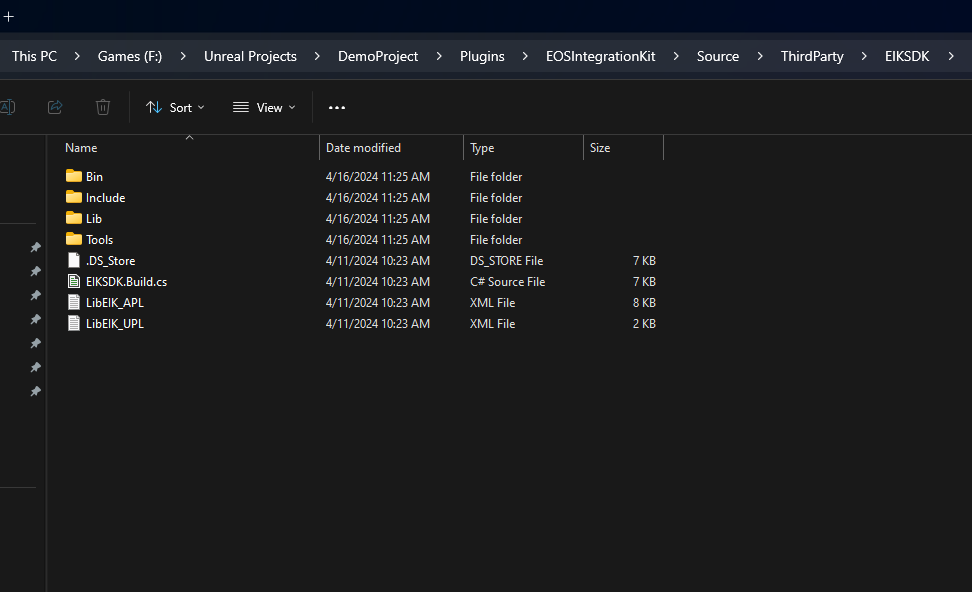 This PC > Games (F:) > Unreal Projects > DemoProject > Plugins > EOSIntegrationKit > Source > ThirdParty > EIKSDK >
Sort View ...
Name Date modified Type Size
Bin 4/16/2024 11:25 AM File folder
Include 4/16/2024 11:25 AM File folder
Lib 4/16/2024 11:25 AM File folder
Tools 4/16/2024 11:25 AM File folder
.DS_Store 4/11/2024 10:23 AM DS_STORE File 7 KB
EIKSDK.Build.cs 4/11/2024 10:23 AM C# Source File 7 KB
LibEIK_APL 4/11/2024 10:23 AM XML File 8 KB
LibEIK_UPL 4/11/2024 10:23 AM XML File 2 KB